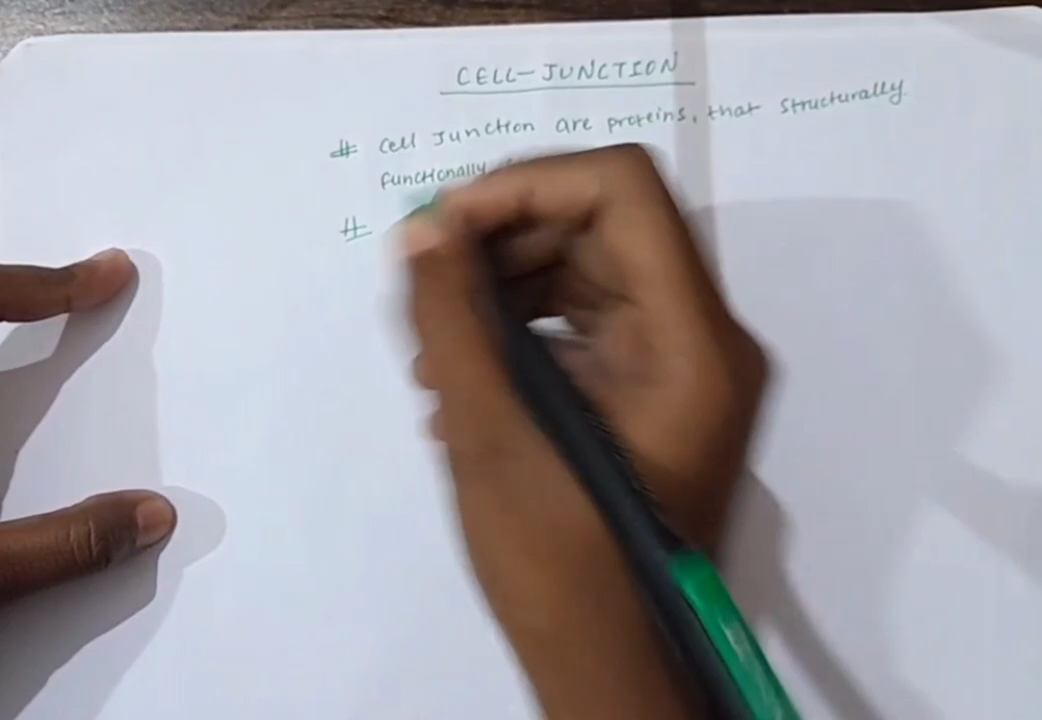 CELL-JUNCTION
# Cell Junction are proteins, that structurally
functionally
#